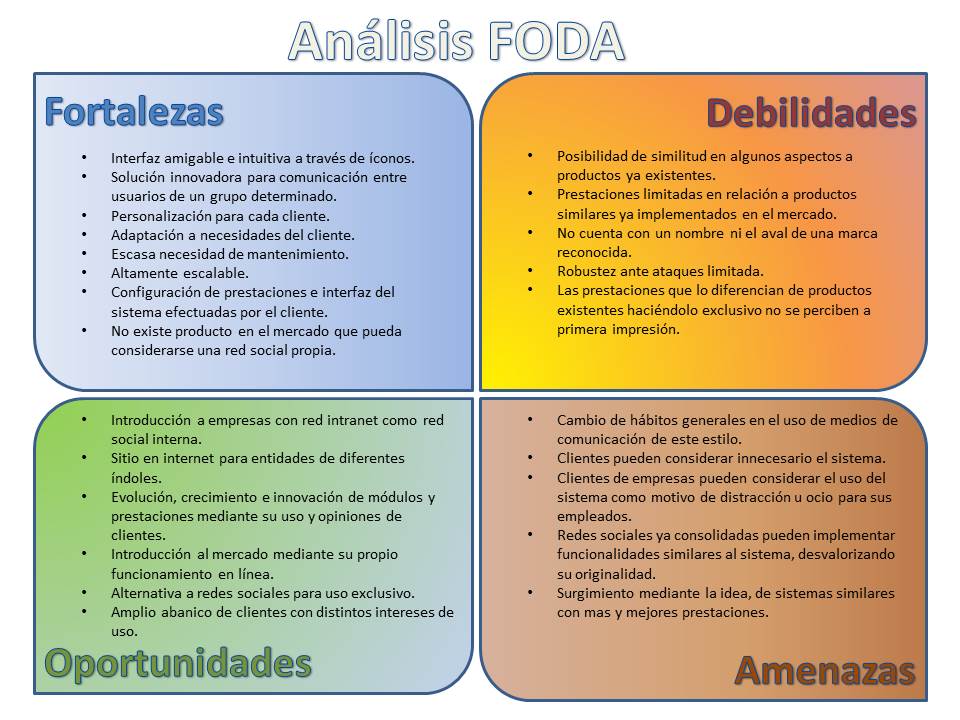 Análisis FODA
Fortalezas
• Interfaz amigable e intuitiva a través de íconos.
• Solución innovadora para comunicación entre
usuarios de un grupo determinado.
• Personalización para cada cliente.
• Adaptación a necesidades del cliente.
• Escasa necesidad de mantenimiento.
• Altamente escalable.
• Configuración de prestaciones e interfaz del
sistema efectuadas por el cliente.
• No existe producto en el mercado que pueda
considerarse una red social propia.
Debilidades
• Posibilidad de similitud en algunos aspectos a
productos ya existentes.
• Prestaciones limitadas en relación a productos
similares ya implementados en el mercado.
• No cuenta con un nombre ni el aval de una marca
reconocida.
• Robustez ante ataques limitada.
• Las prestaciones que lo diferencian de productos
existentes haciéndolo exclusivo no se perciben a
primera impresión.
• Introducción a empresas con red intranet como red
social interna.
• Sitio en internet para entidades de diferentes
índoles.
• Evolución, crecimiento e innovación de módulos y
prestaciones mediante su uso y opiniones de
clientes.
• Introducción al mercado mediante su propio
funcionamiento en línea.
• Alternativa a redes sociales para uso exclusivo.
• Amplio abanico de clientes con distintos intereses de
uso.
Oportunidades
• Cambio de hábitos generales en el uso de medios de
comunicación de este estilo.
• Clientes pueden considerar innecesario el sistema.
• Clientes de empresas pueden considerar el uso del
sistema como motivo de distracción u ocio para sus
empleados.
• Redes sociales ya consolidadas pueden implementar
funcionalidades similares al sistema, desvalorizando
su originalidad.
• Surgimiento mediante la idea, de sistemas similares
con mas y mejores prestaciones.
Amenazas